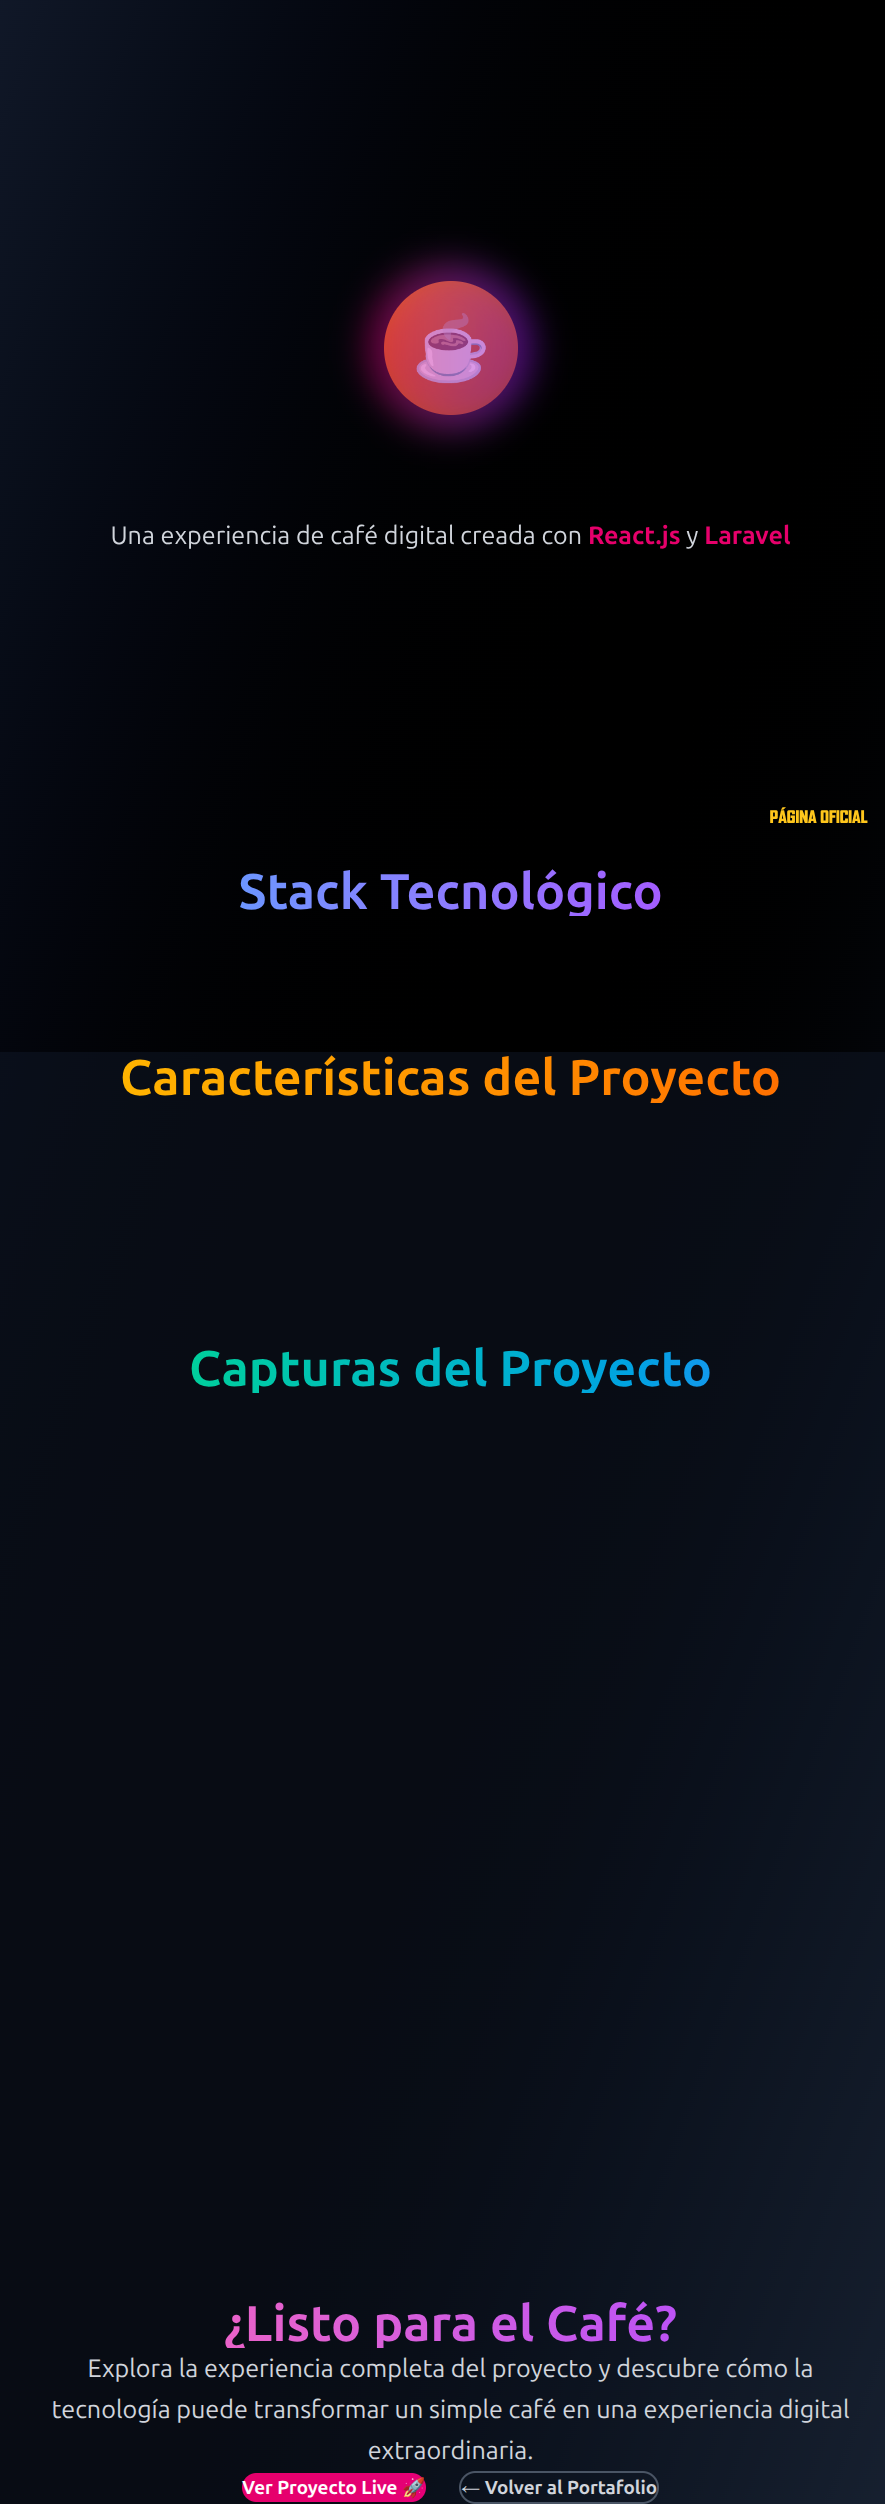 Una experiencia de café digital creada con React.js y Laravel
PÁGINA OFICIAL
Stack Tecnológico
Características del Proyecto
Capturas del Proyecto
¿Listo para el Café?
Explora la experiencia completa del proyecto y descubre cómo la
tecnología puede transformar un simple café en una experiencia digital
extraordinaria.
Ver Proyecto Live 🚀
← Volver al Portafolio